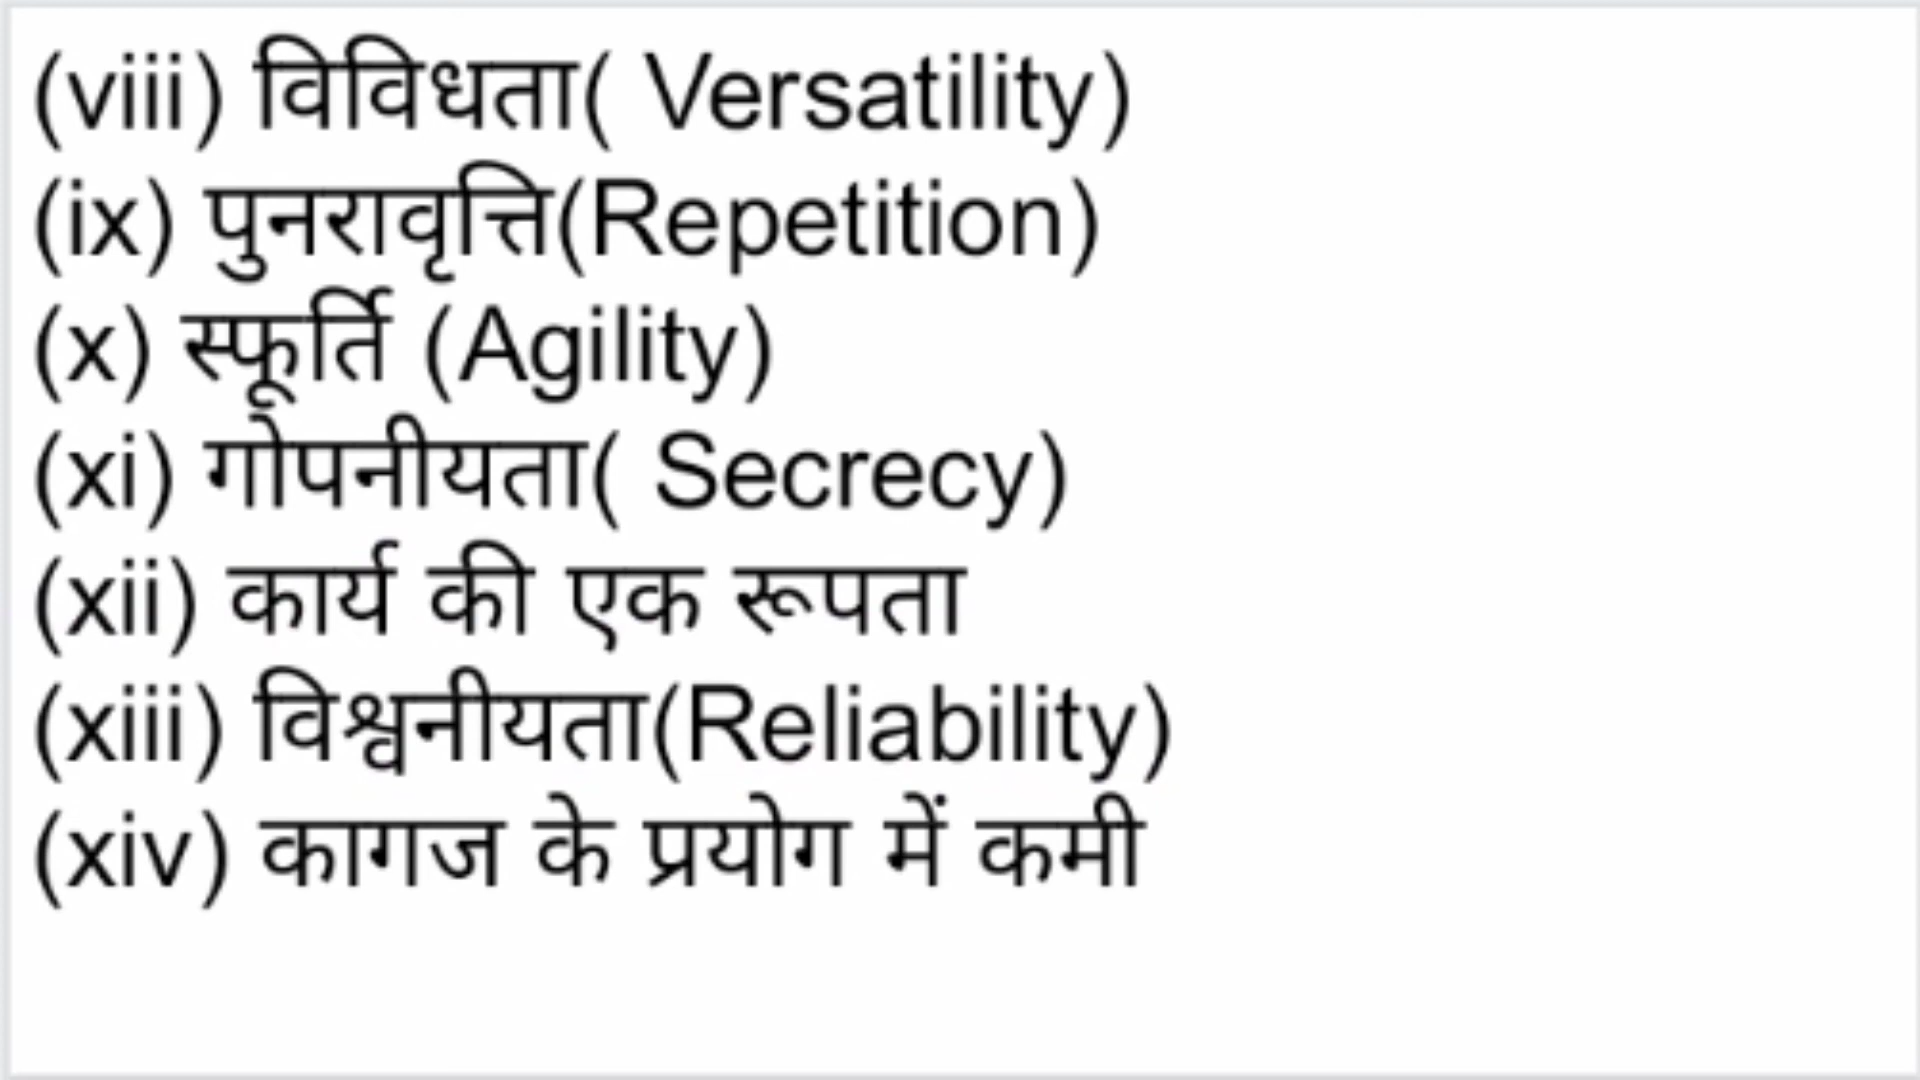 (viii) विविधता( Versatility)
(ix) पुनरावृत्ति(Repetition)
(x) स्फूर्ति (Agility)
(xi) गोपनीयता( Secrecy)
(xii) कार्य की एक रूपता
(xiii) विश्वनीयता(Reliability)
(xiv) कागज के प्रयोग में कमी